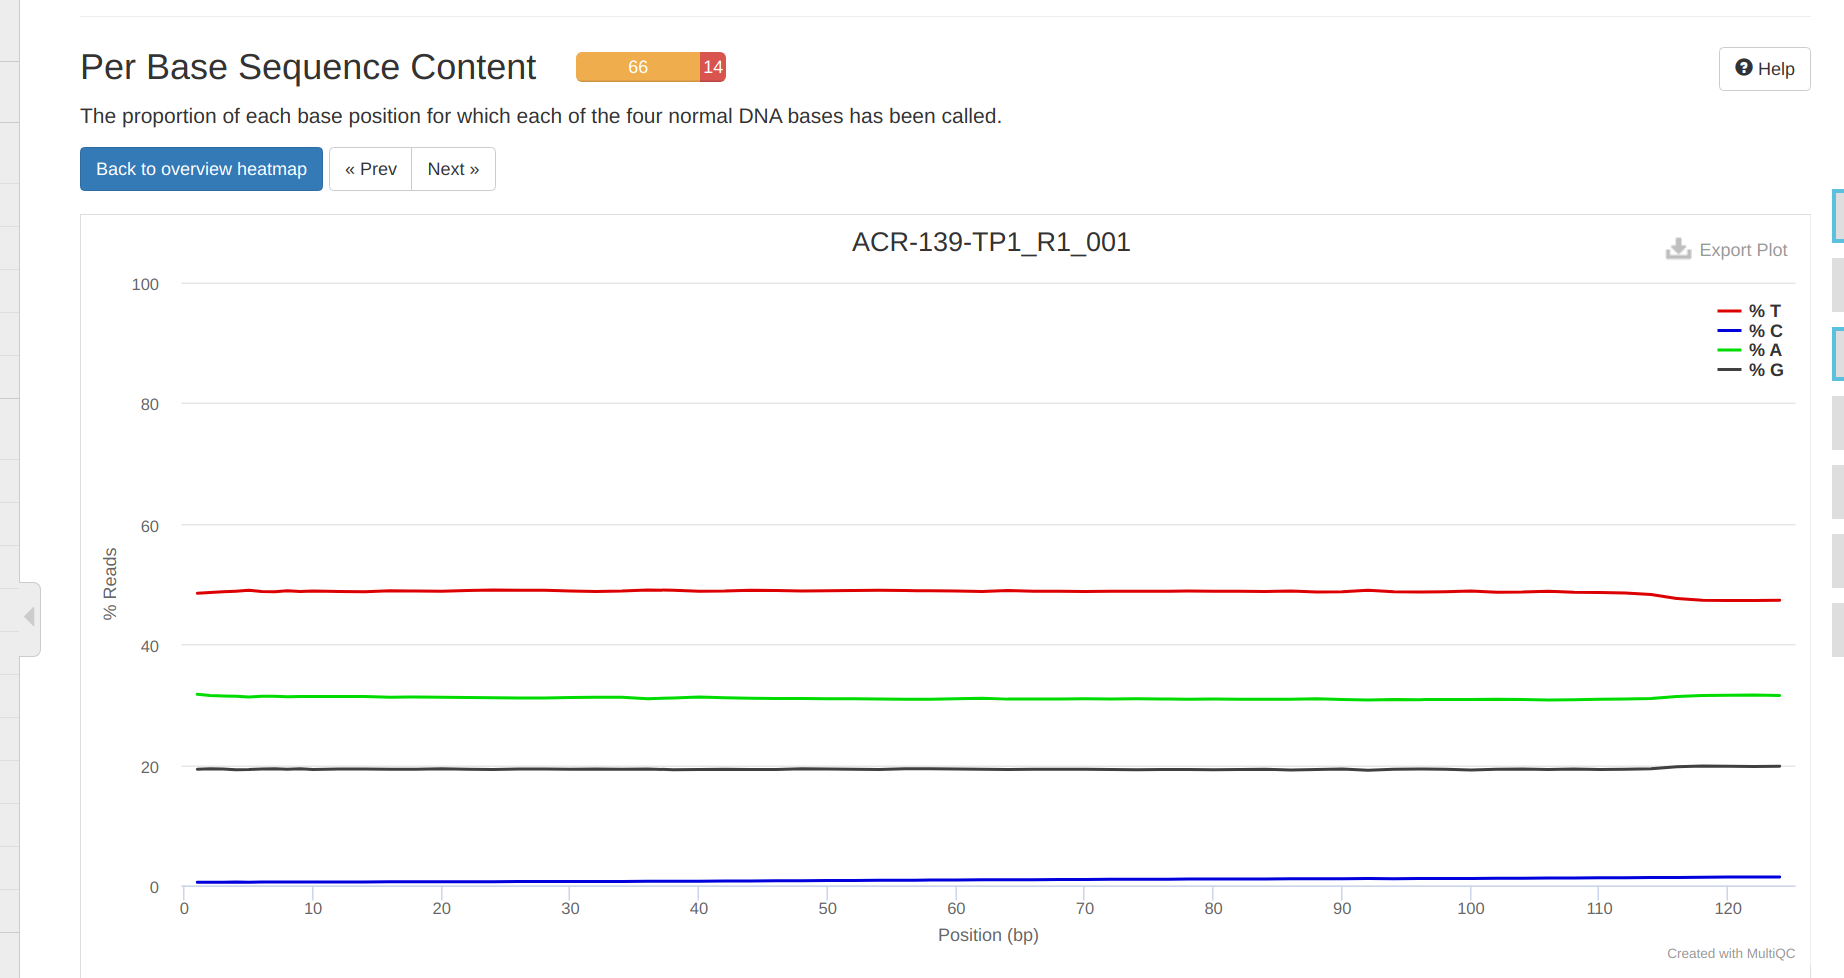 Per Base Sequence Content
66 14
Help
The proportion of each base position for which each of the four normal DNA bases has been called.
Back to overview heatmap
« Prev
Next »
ACR-139-TP1_R1_001
Export Plot
% T
% C
% A
% G
100
80
60
40
20
0
% Reads
0 10 20 30 40 50 60 70 80 90 100 110 120
Position (bp)
Created with MultiQC